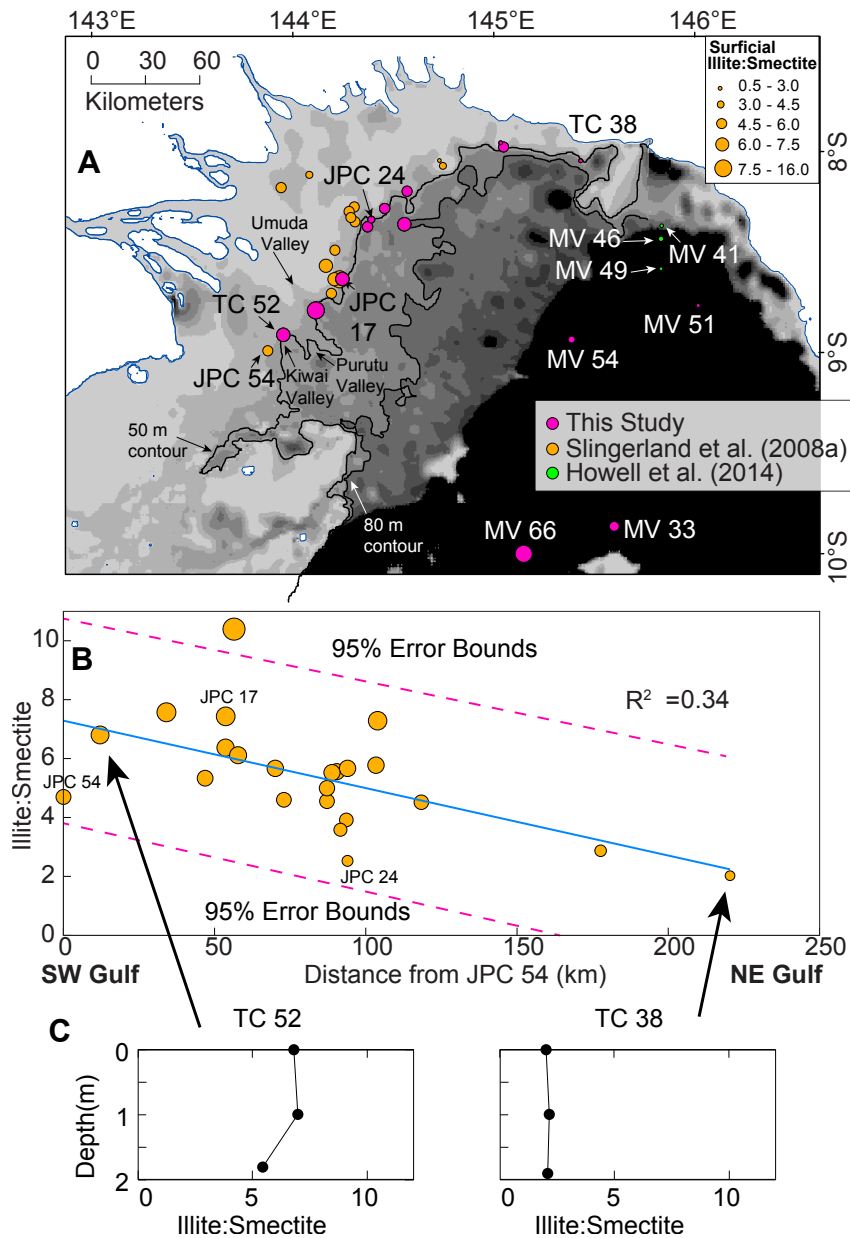 143°E 144°E 145°E 146°E
0 30 60
Kilometers
Surficial
Illite:Smectite
0.5 - 3.0
3.0 - 4.5
4.5 - 6.0
6.0 - 7.5
7.5 - 16.0
A
TC 38
8°S
JPC 24
Umuda
Valley
MV 46
MV 41
MV 49
TC 52
JPC
17
MV 51
MV 54
9°S
JPC 54
Kiwai
Valley
Purutu
Valley
50 m
contour
This Study
Slingerland et al. (2008a)
Howell et al. (2014)
80 m
contour
MV 66
MV 33
10°S
B
95% Error Bounds
R² =0.34
JPC 17
JPC 54
JPC 24
95% Error Bounds
Illite:Smectite
10
8
6
4
2
0
0 50 100 150 200 250
SW Gulf Distance from JPC 54 (km) NE Gulf
C
TC 52 TC 38
Depth(m)
0
1
2
0 5 10 0 5 10
Illite:Smectite Illite:Smectite